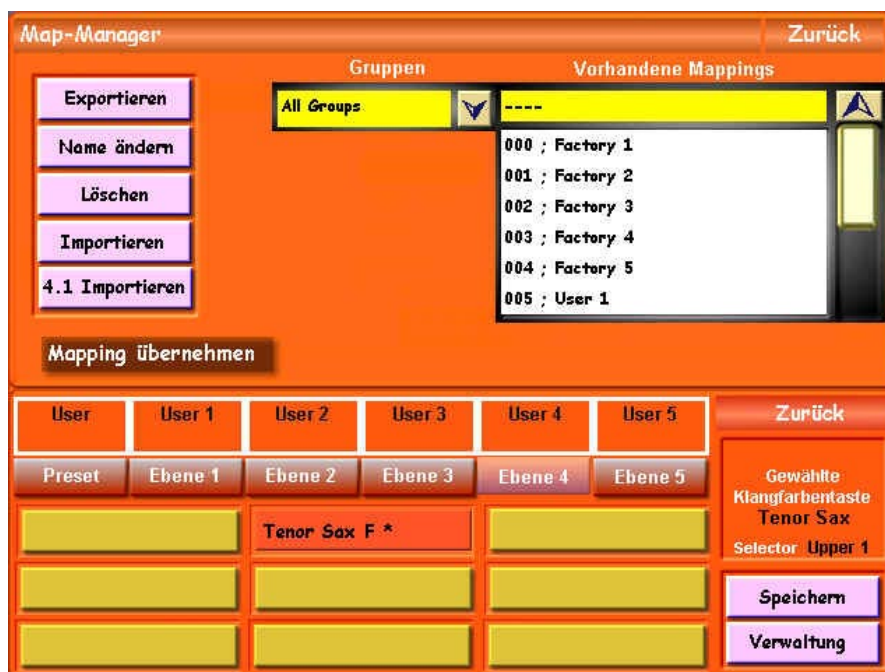 Map-Manager
Zurück
Gruppen
Vorhandene Mappings
Exportieren
Name ändern
Löschen
Importieren
4.1 Importieren
All Groups
----
000 ; Factory 1
001 ; Factory 2
002 ; Factory 3
003 ; Factory 4
004 ; Factory 5
005 ; User 1
Mapping übernehmen
User
User 1
User 2
User 3
User 4
User 5
Zurück
Preset
Ebene 1
Ebene 2
Ebene 3
Ebene 4
Ebene 5
Gewählte
Klangfarbentaste
Tenor Sax
Selector Upper 1
Tenor Sax F *
Speichern
Verwaltung